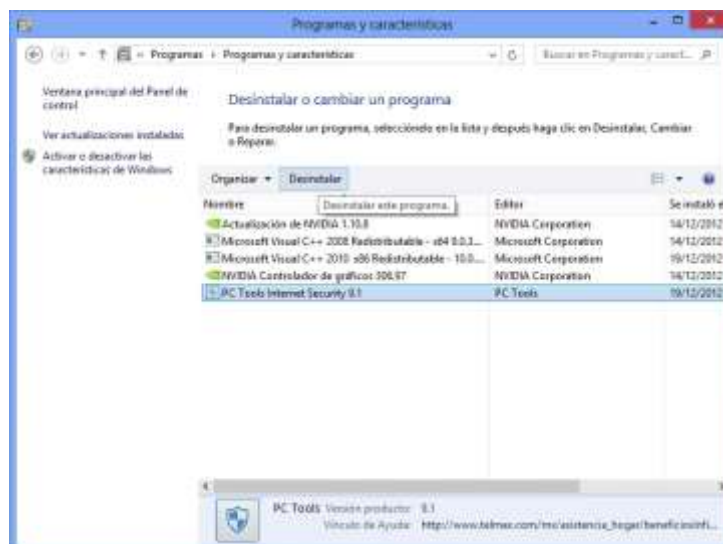 Programas y características
Programas › Programas y características
Buscar en Programas y caract...
Ventana principal del Panel de control
Ver actualizaciones instaladas
Activar o desactivar las características de Windows
Desinstalar o cambiar un programa
Para desinstalar un programa, selecciónelo en la lista y después haga clic en Desinstalar, Cambiar
o Reparar.
Organizar Desinstalar
Desinstalar este programa.
Nombre Editor Se instaló e
Actualización de NVIDIA 1.10.8 NVIDIA Corporation 14/12/2012
Microsoft Visual C++ 2008 Redistributable - x64 9.0.3... Microsoft Corporation 14/12/2012
Microsoft Visual C++ 2010 x86 Redistributable - 10.0.... Microsoft Corporation 19/12/2012
NVIDIA Controlador de gráficos 306.97 NVIDIA Corporation 14/12/2012
PC Tools Internet Security 9.1 PC Tools 19/12/2012
PC Tools Versión producto: 9.1
Vínculo de Ayuda: http://www.telmex.com/mx/asistencia_hogar/